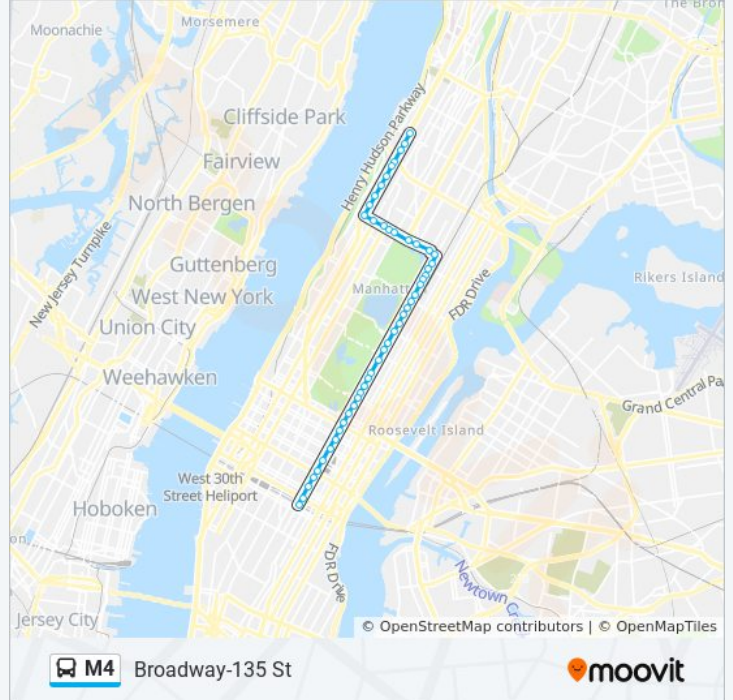 The Bron
Moonachie
Morsemere
Cliffside Park
Henry Hudson Parkway
Fairview
North Bergen
New Jersey Turnpike
Guttenberg
Manhatt
FDR Drive
Rikers Island
West New York
Union City
Weehawken
Grand Central Pa
Roosevelt Island
West 30th
Street Heliport
Hoboken
on
FDR Drive
Newtown Cr
Jersey City
© OpenStreetMap contributors | © OpenMapTiles
M4 Broadway-135 St
moovit